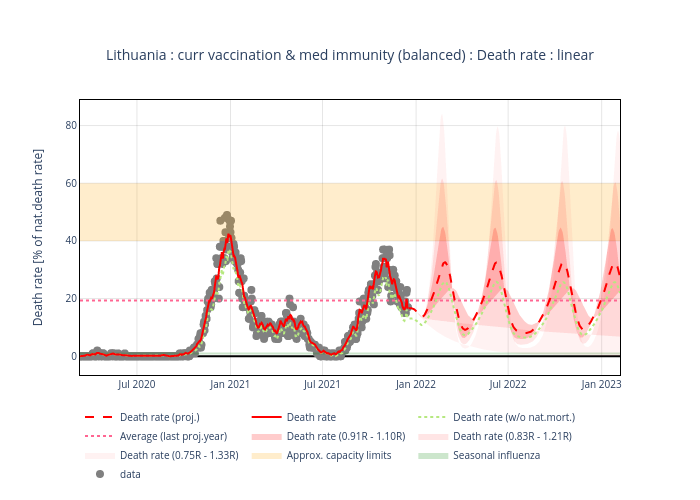 Lithuania : curr vaccination & med immunity (balanced) : Death rate : linear
Death rate [% of nat.death rate]
80
60
40
20
0
Jul 2020 Jan 2021 Jul 2021 Jan 2022 Jul 2022 Jan 2023
Death rate (proj.) Death rate Death rate (w/o nat.mort.)
Average (last proj.year) Death rate (0.91R - 1.10R) Death rate (0.83R - 1.21R)
Death rate (0.75R - 1.33R) Approx. capacity limits Seasonal influenza
data